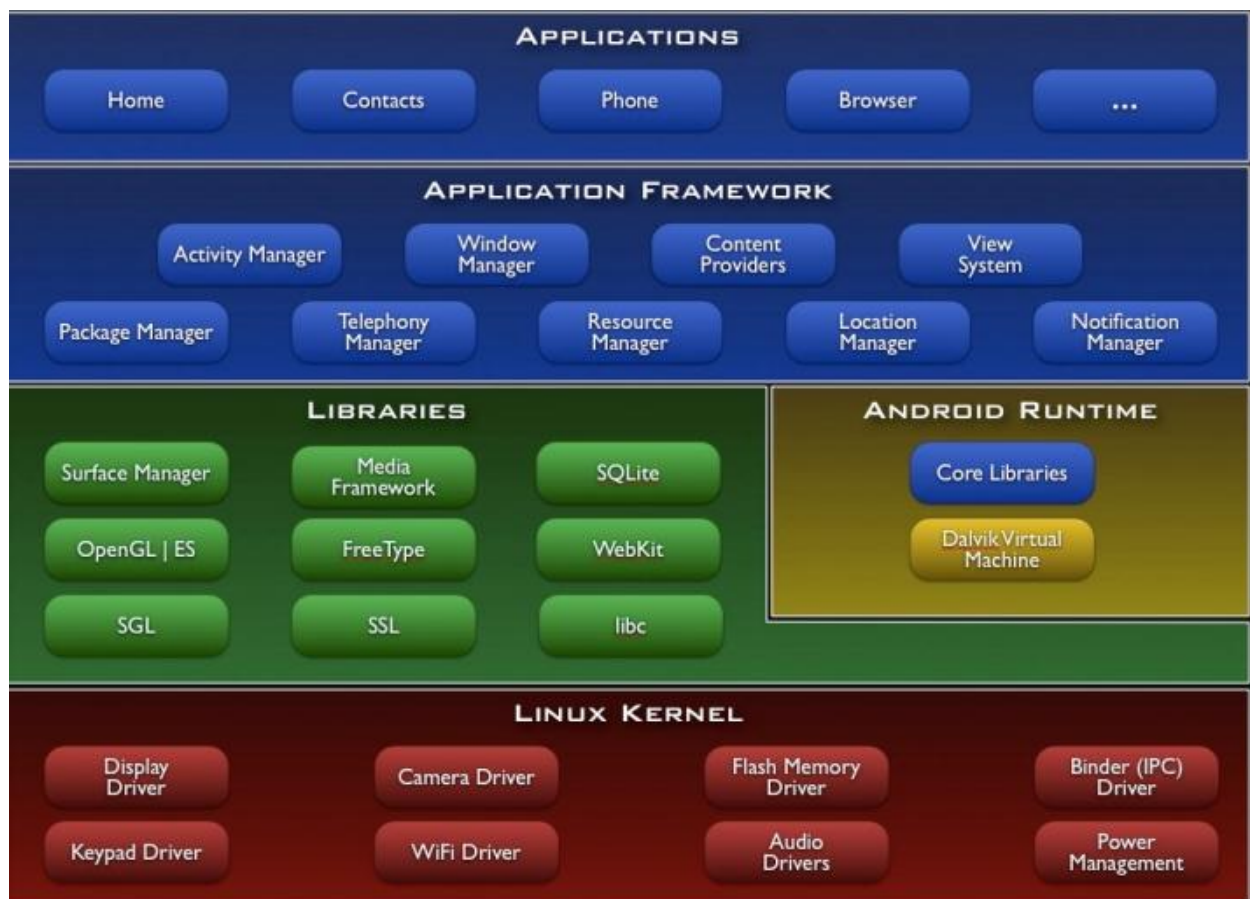 APPLICATIONS
Home
Contacts
Phone
Browser
...
APPLICATION FRAMEWORK
Activity Manager
Window
Manager
Content
Providers
View
System
Package Manager
Telephony
Manager
Resource
Manager
Location
Manager
Notification
Manager
LIBRARIES
Surface Manager
Media
Framework
SQLite
OpenGL | ES
FreeType
WebKit
SGL
SSL
libc
ANDROID RUNTIME
Core Libraries
Dalvik Virtual
Machine
LINUX KERNEL
Display
Driver
Camera Driver
Flash Memory
Driver
Binder (IPC)
Driver
Keypad Driver
WiFi Driver
Audio
Drivers
Power
Management